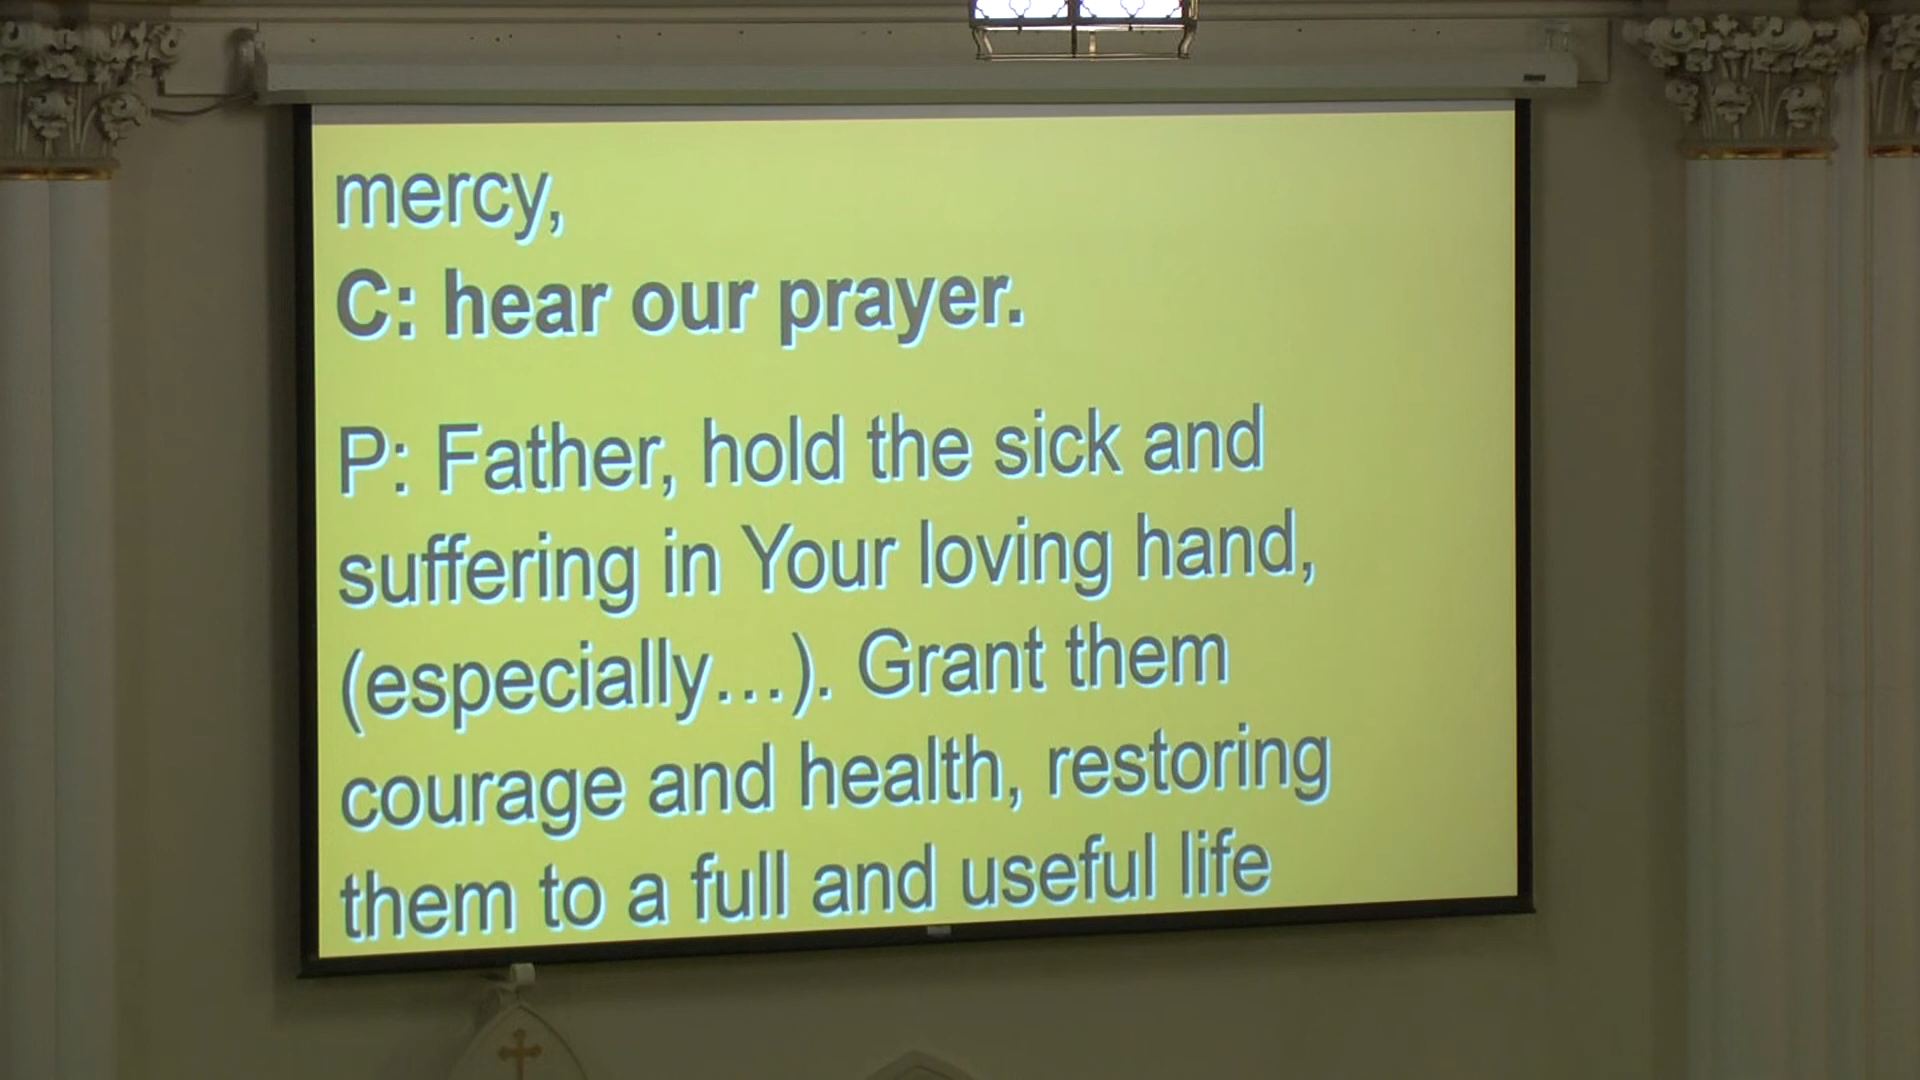 mercy,
C: hear our prayer.
P: Father, hold the sick and
suffering in Your loving hand,
(especially…). Grant them
courage and health, restoring
them to a full and useful life